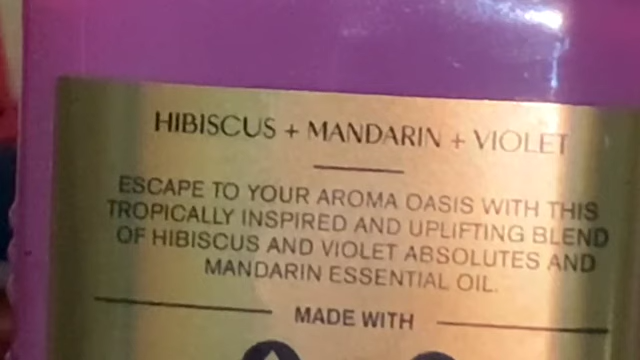 HIBISCUS + MANDARIN + VIOLET
ESCAPE TO YOUR AROMA OASIS WITH THIS
TROPICALLY INSPIRED AND UPLIFTING BLEND
OF HIBISCUS AND VIOLET ABSOLUTES AND
MANDARIN ESSENTIAL OIL.
MADE WITH